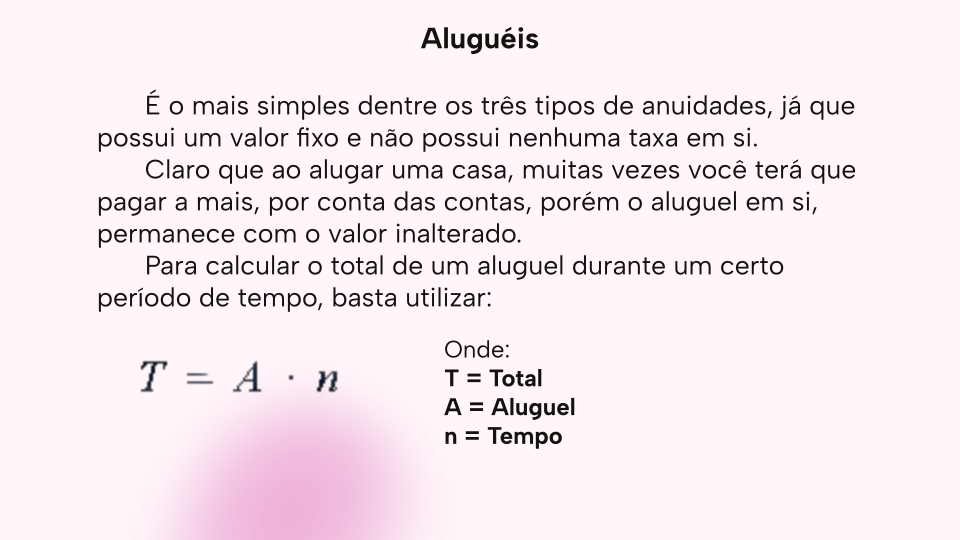 Aluguéis
É o mais simples dentre os três tipos de anuidades, já que
possui um valor fixo e não possui nenhuma taxa em si.
Claro que ao alugar uma casa, muitas vezes você terá que
pagar a mais, por conta das contas, porém o aluguel em si,
permanece com o valor inalterado.
Para calcular o total de um aluguel durante um certo
período de tempo, basta utilizar:
T = A · n
Onde:
T = Total
A = Aluguel
n = Tempo